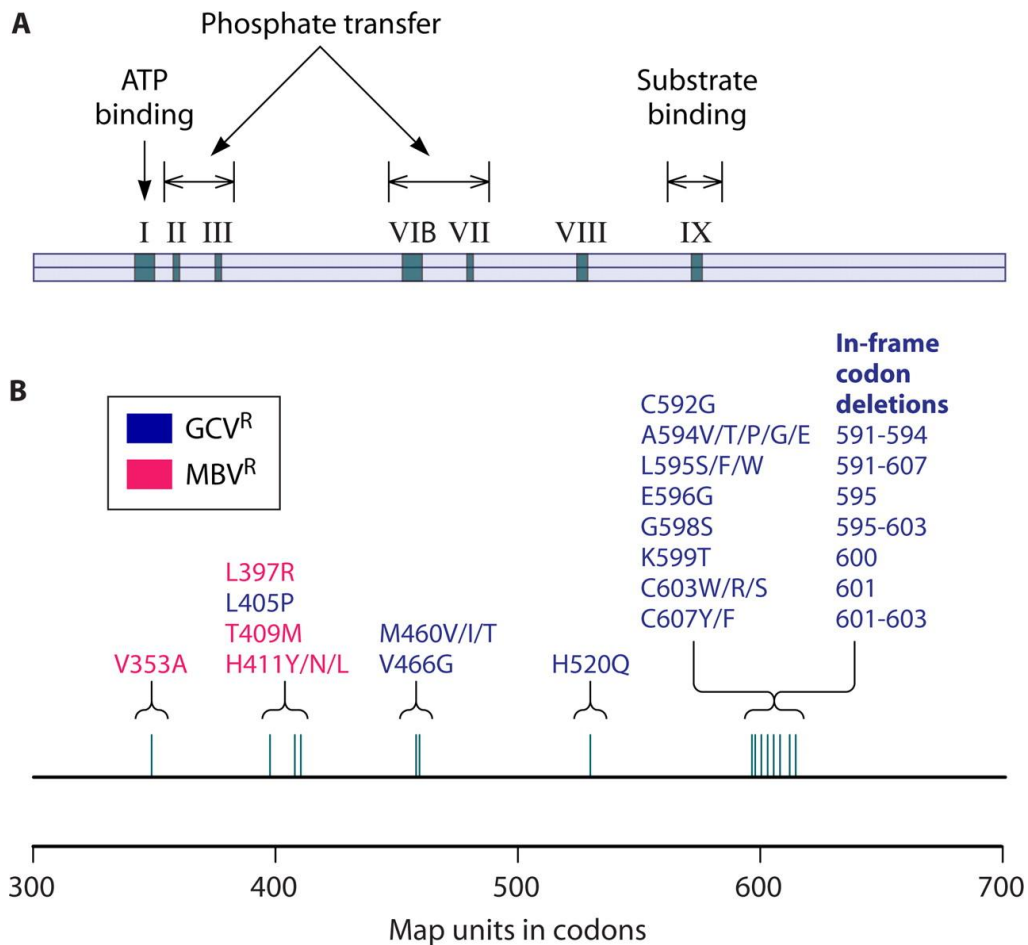 A
Phosphate transfer
ATP
binding
Substrate
binding
I II III VIB VII VIII IX
B
GCVᴿ
MBVᴿ
V353A
L397R
L405P
T409M
H411Y/N/L
M460V/I/T
V466G
H520Q
C592G
A594V/T/P/G/E
L595S/F/W
E596G
G598S
K599T
C603W/R/S
C607Y/F
In-frame
codon
deletions
591-594
591-607
595
595-603
600
601
601-603
300 400 500 600 700
Map units in codons